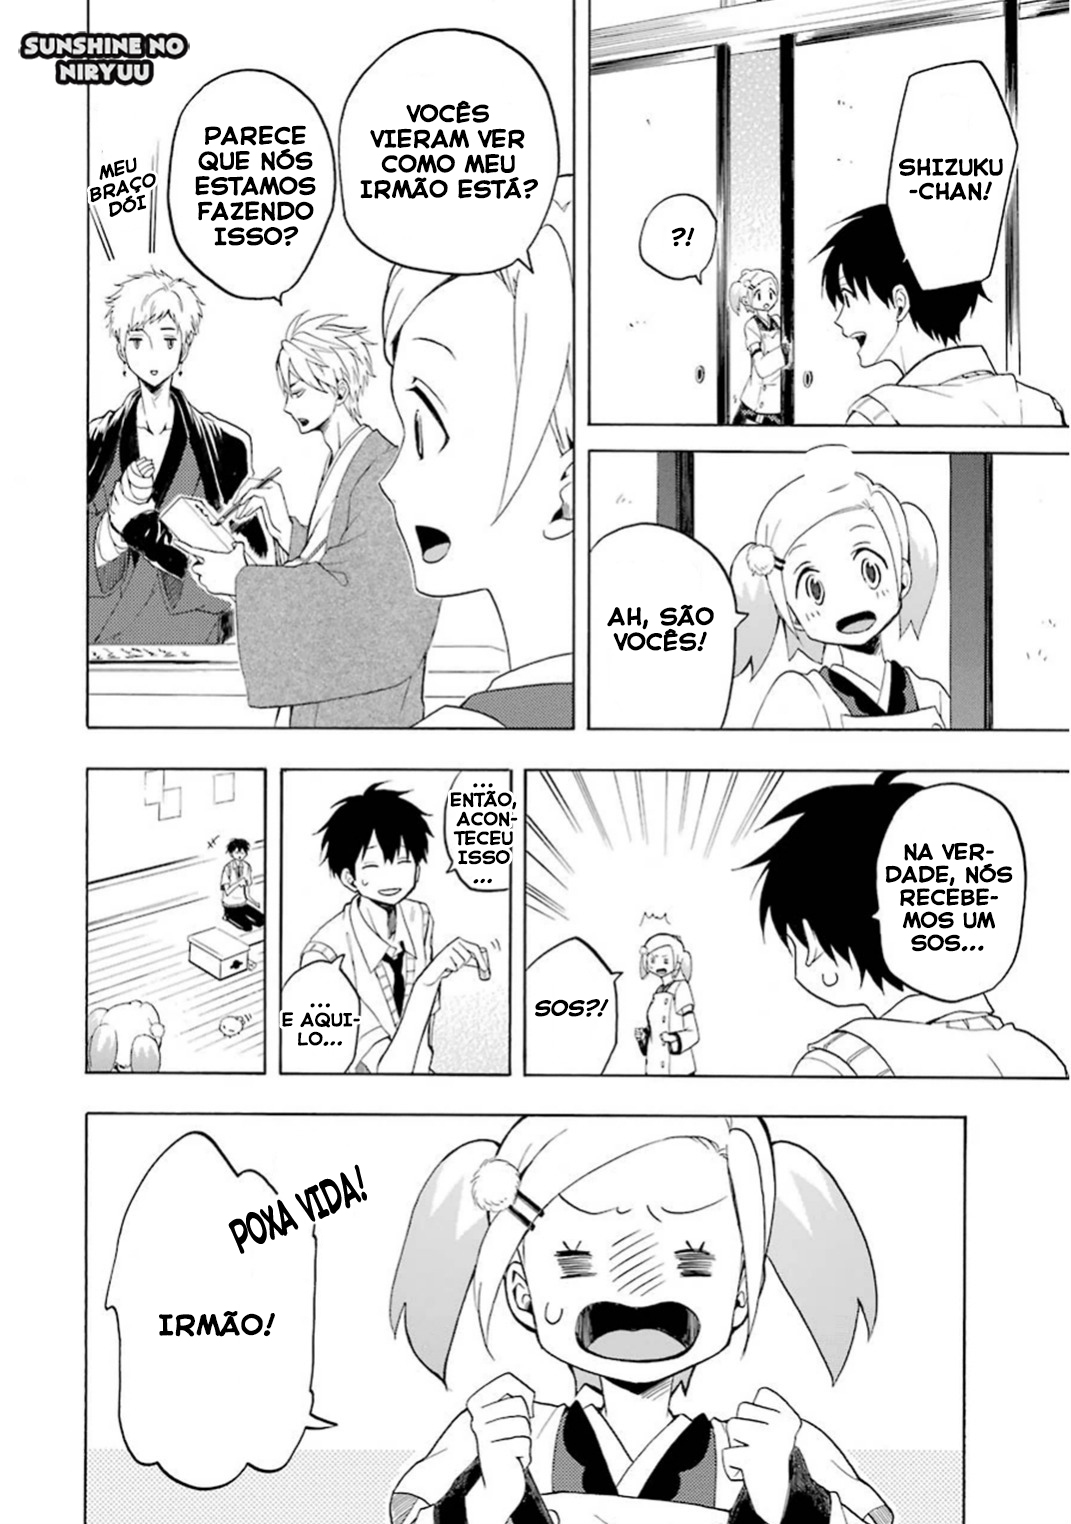 SUNSHINE NO
NIRYUU
SHIZUKU
-CHAN!
?!
AH, SÃO
VOCÊS!
VOCÊS
VIERAM VER
COMO MEU
IRMÃO ESTÁ?
PARECE
QUE NÓS
ESTAMOS
FAZENDO
ISSO?
MEU
BRAÇO
DÓI
NA VER-
DADE, NÓS
RECEBE-
MOS UM
SOS...
SOS?!
...
ENTÃO,
ACON-
TECEU
ISSO
...
...
E AQUI-
LO...
POXA VIDA!
IRMÃO!